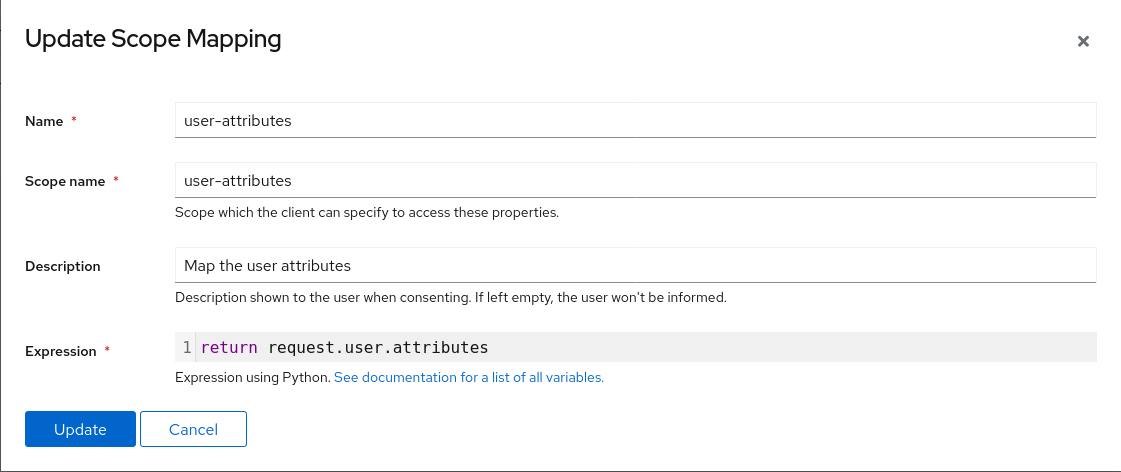 Update Scope Mapping
Name *
user-attributes
Scope name *
user-attributes
Scope which the client can specify to access these properties.
Description
Map the user attributes
Description shown to the user when consenting. If left empty, the user won't be informed.
Expression *
1 return request.user.attributes
Expression using Python. See documentation for a list of all variables.
Update Cancel